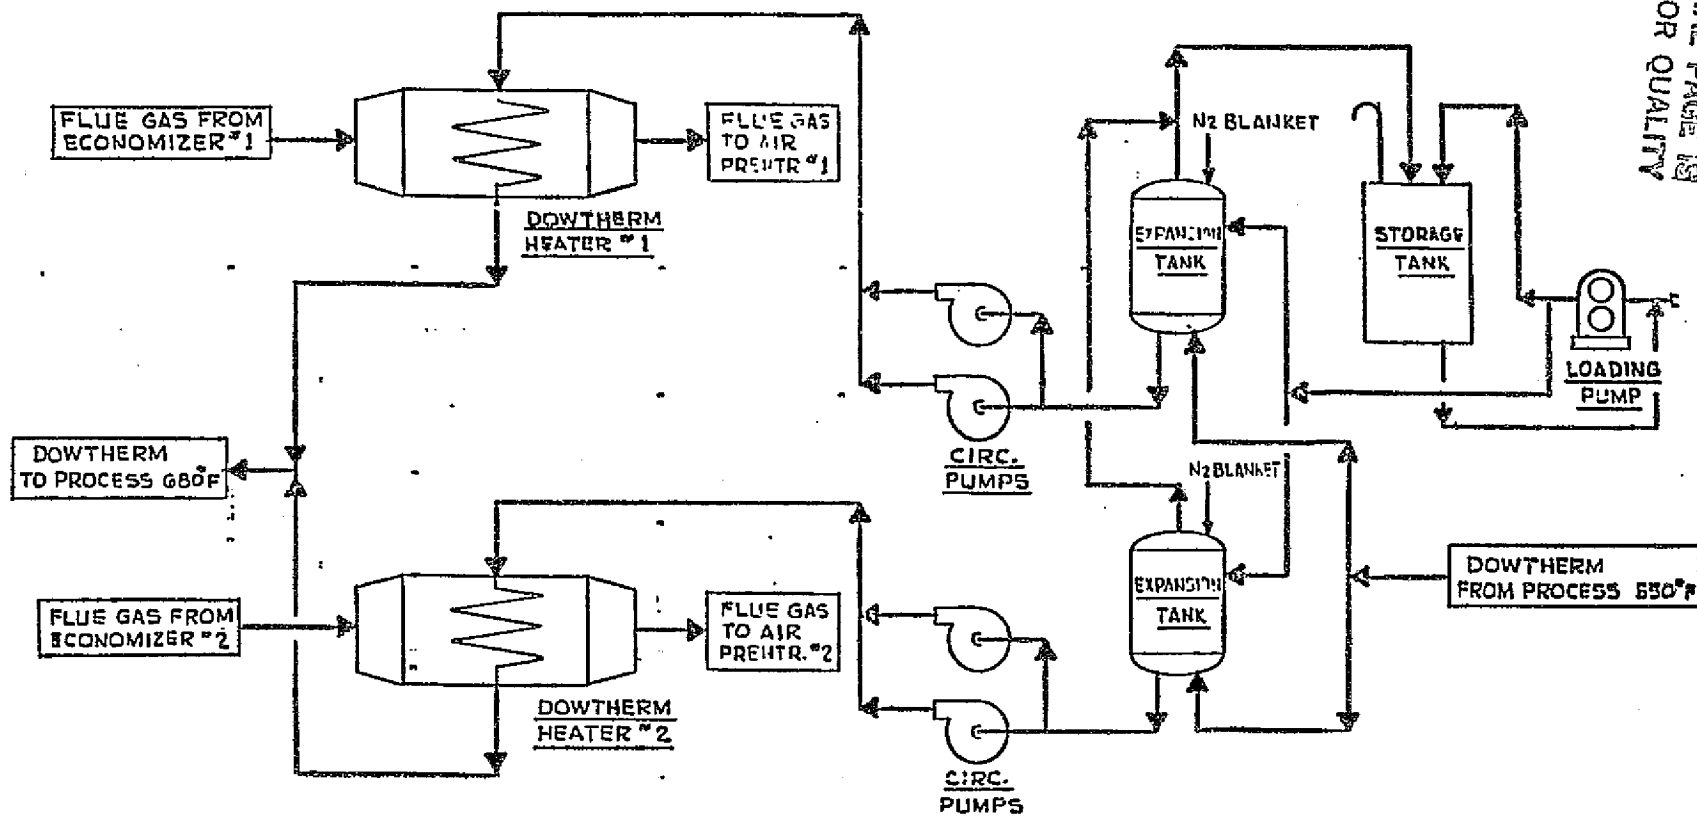 PAGE IS
OR QUALITY
FLUE GAS FROM
ECONOMIZER #1
FLUE GAS
TO AIR
PREHTR #1
DOWTHERM
HEATER #1
N2 BLANKET
EXPANSION
TANK
STORAGE
TANK
LOADING
PUMP
CIRC.
PUMPS
DOWTHERM
TO PROCESS 680°F
N2 BLANKET
EXPANSION
TANK
DOWTHERM
FROM PROCESS
FLUE GAS FROM
ECONOMIZER #2
FLUE GAS
TO AIR
PREHTR. #2
DOWTHERM
HEATER #2
CIRC.
PUMPS